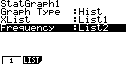 StatGraph1
Graph Type :Hist
XList :List1
Frequency :List2
1 LIST